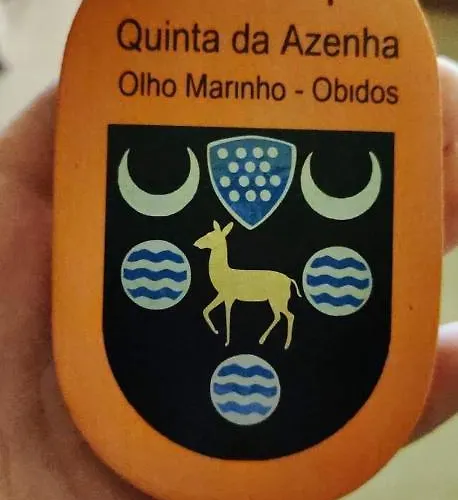 Quinta da Azenha
Olho Marinho - Obidos